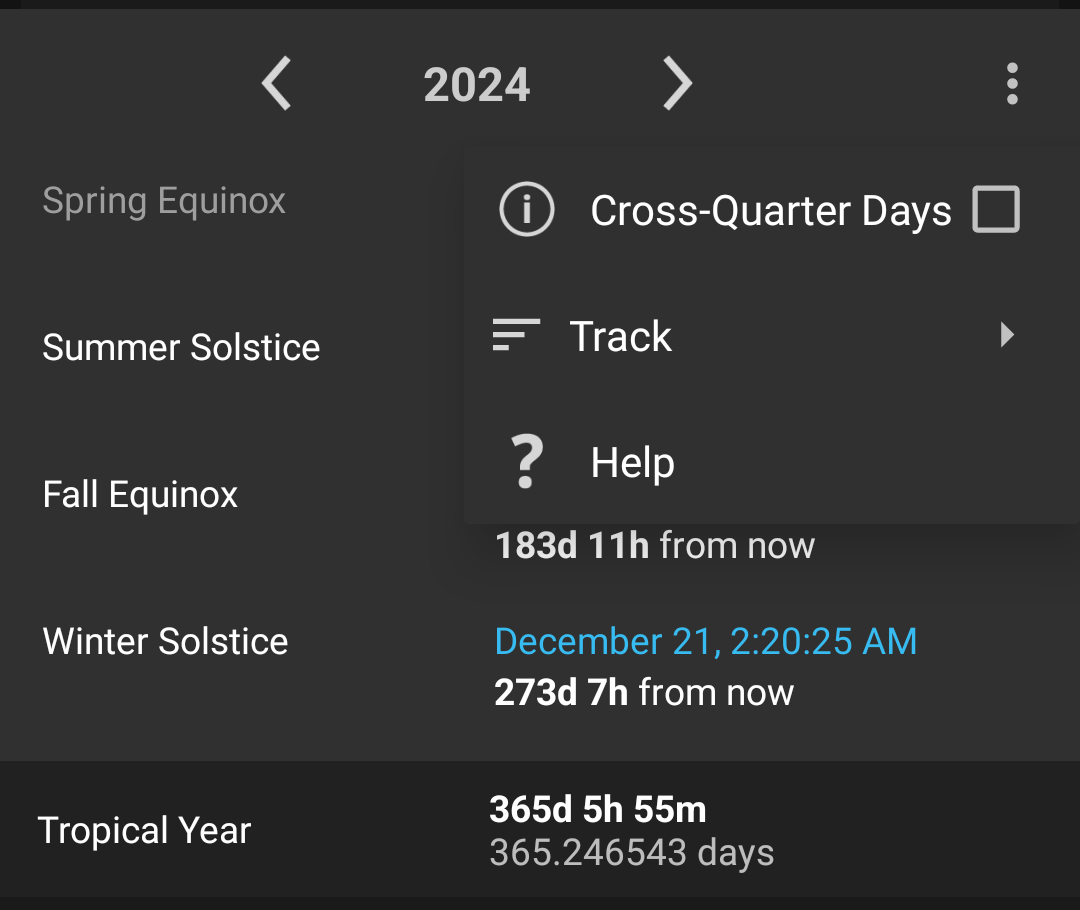 2024
Spring Equinox
Cross-Quarter Days
Summer Solstice
Track
Help
Fall Equinox
183d 11h from now
Winter Solstice
December 21, 2:20:25 AM
273d 7h from now
Tropical Year
365d 5h 55m
365.246543 days